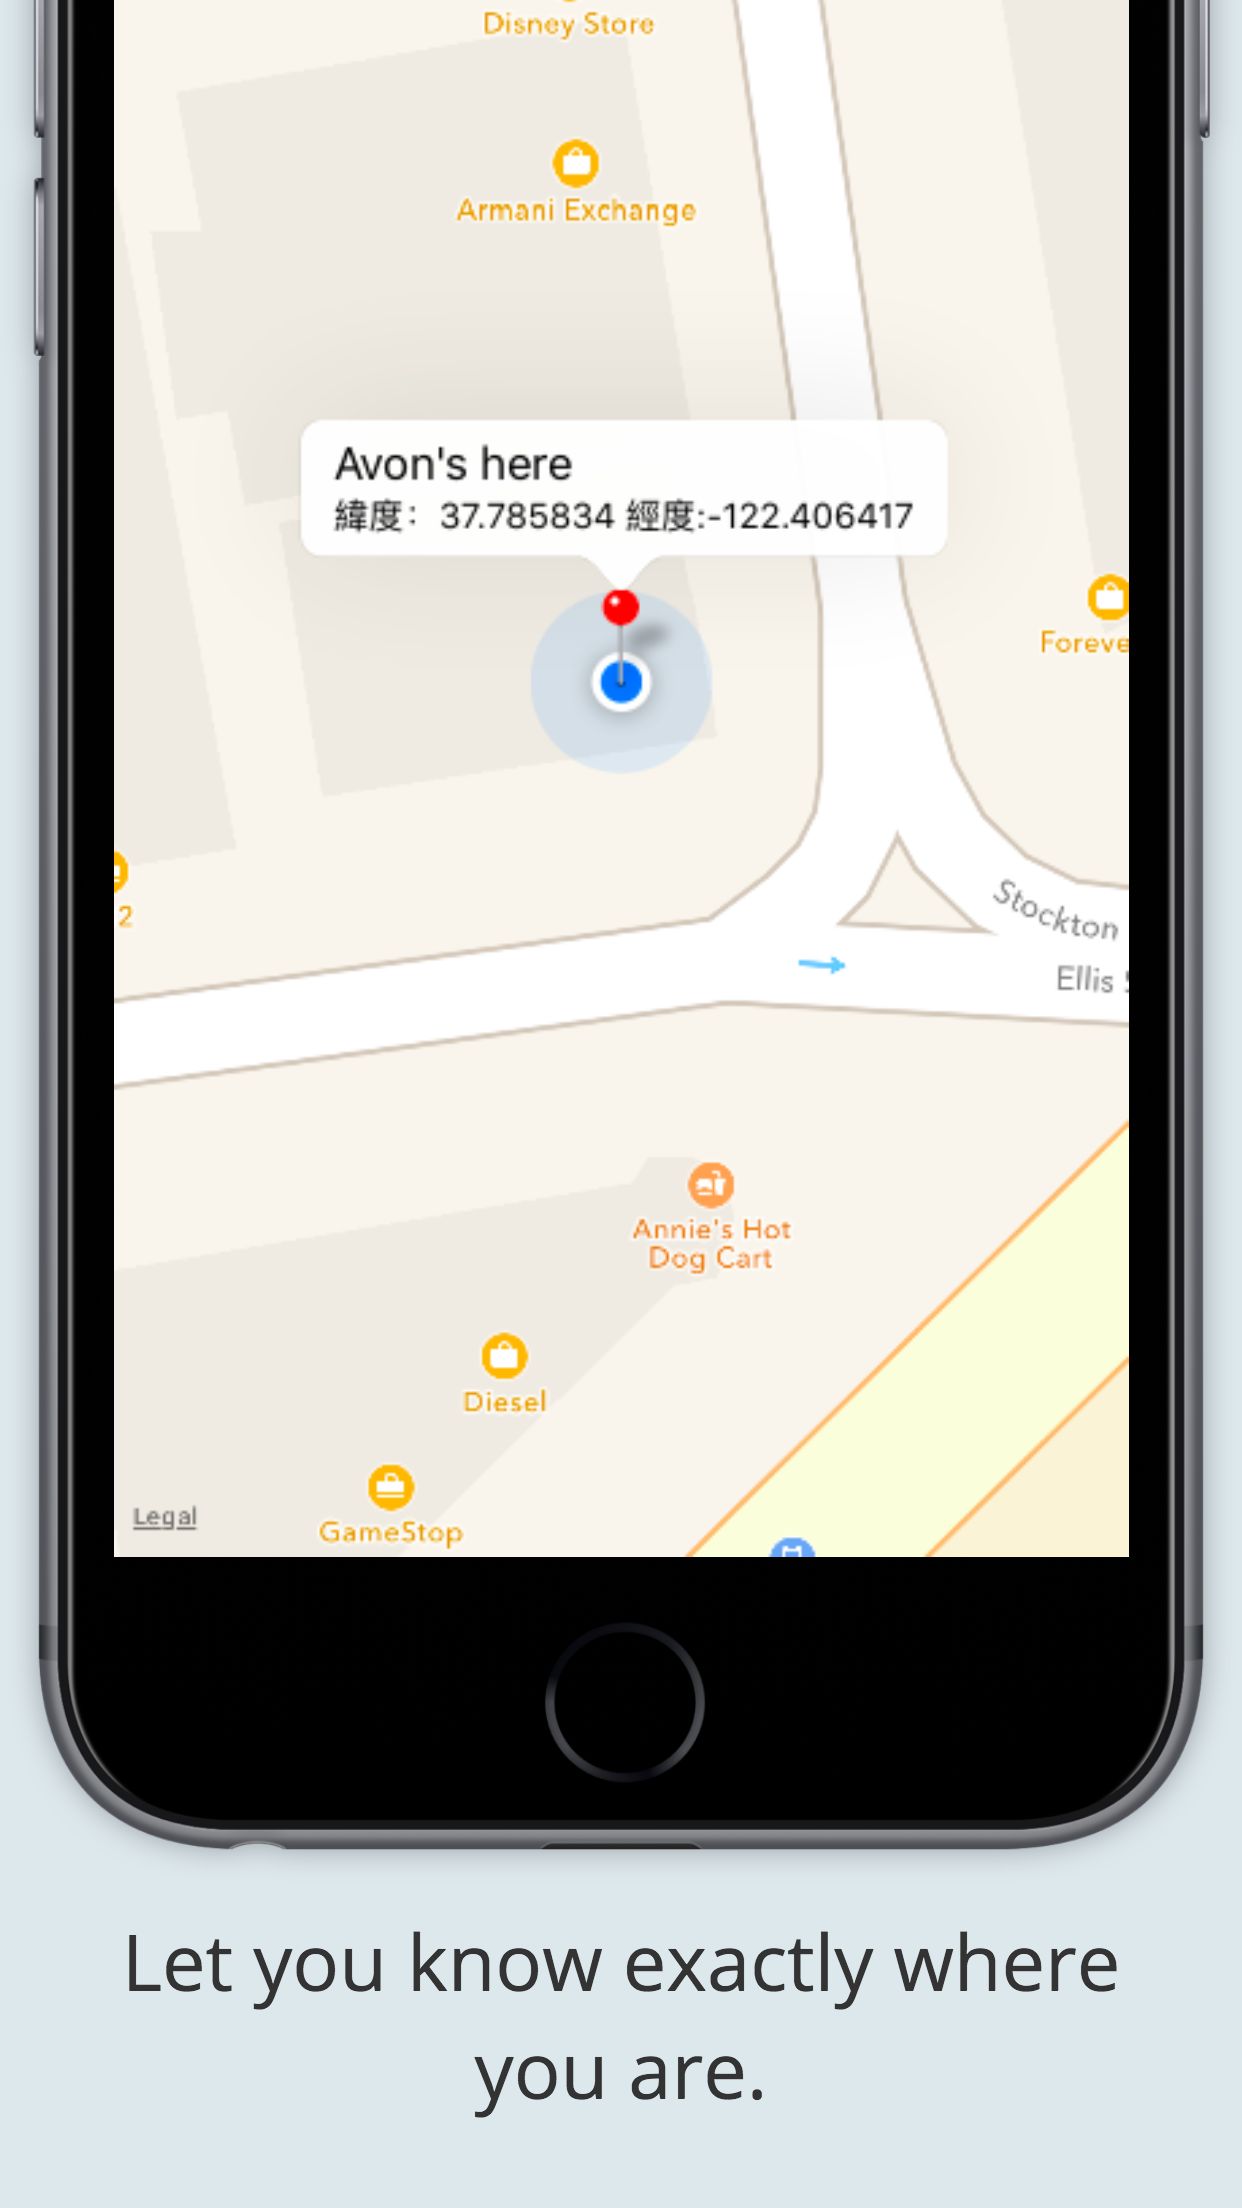 Disney Store
Armani Exchange
Avon's here
緯度：37.785834 經度:-122.406417
Foreve
2
Stockton
Ellis
Annie's Hot
Dog Cart
Diesel
GameStop
Legal
Let you know exactly where
you are.